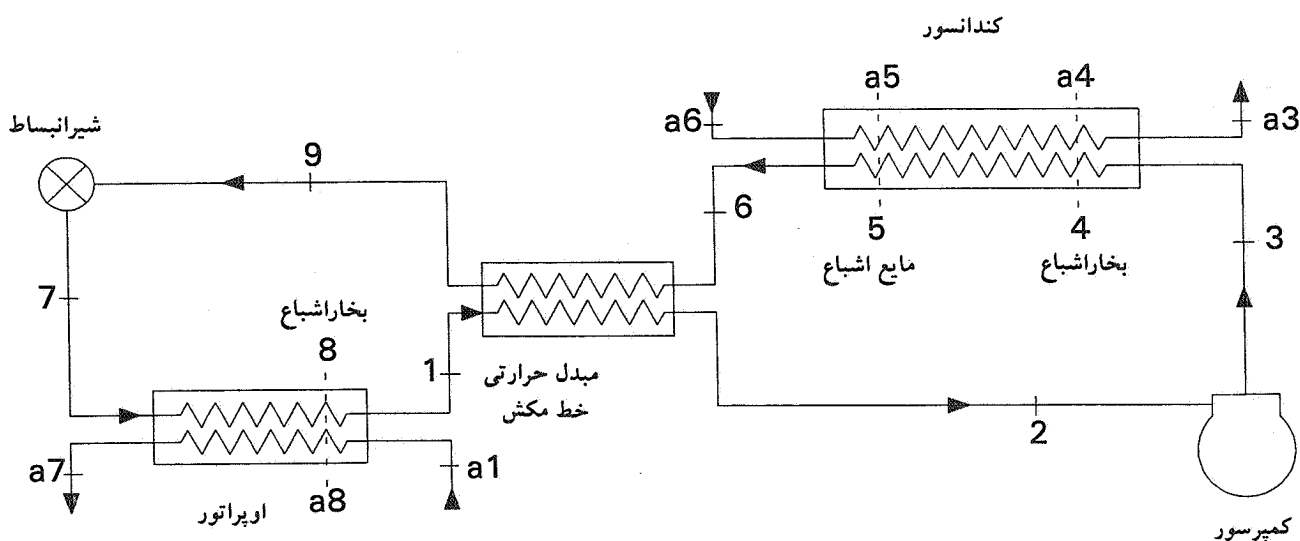 کندانسور
a5
a4
a6
a3
شیرانبساط
9
6
5
4
3
مایع اشباع
بخاراشباع
7
بخاراشباع
8
1
مبدل حرارتی
خط مکش
2
a7
a1
a8
اوپراتور
کمپرسور